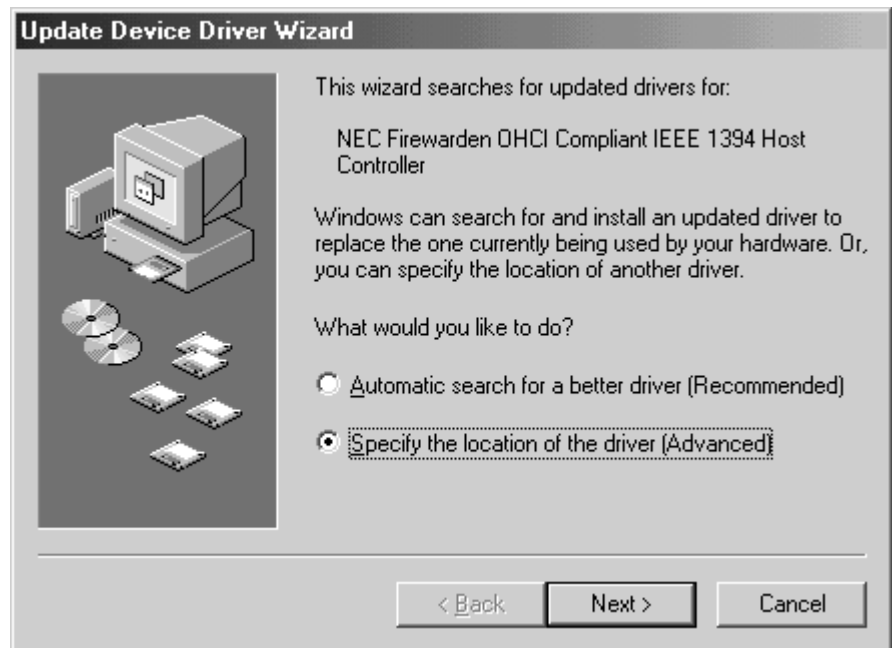 Update Device Driver Wizard
This wizard searches for updated drivers for:
NEC Firewarden OHCI Compliant IEEE 1394 Host
Controller
Windows can search for and install an updated driver to
replace the one currently being used by your hardware. Or,
you can specify the location of another driver.
What would you like to do?
Automatic search for a better driver (Recommended)
Specify the location of the driver (Advanced)
< Back
Next >
Cancel